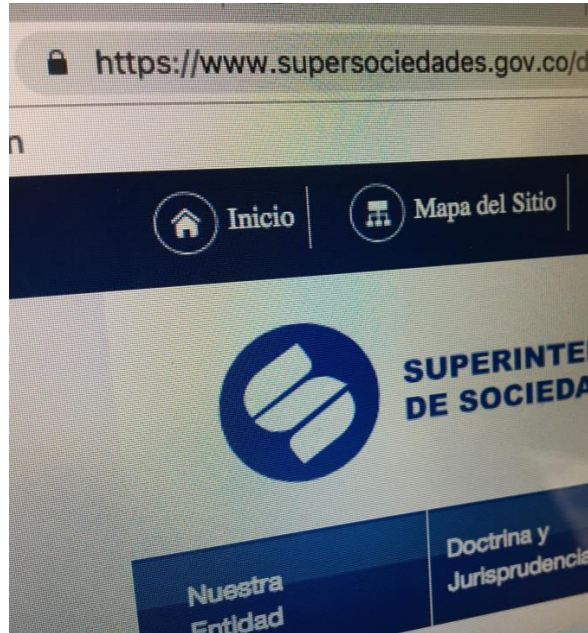 https://www.supersociedades.gov.co/d
n
Inicio
Mapa del Sitio
SUPERINTE
DE SOCIEDA
Nuestra
Entidad
Doctrina y
Jurisprudencia